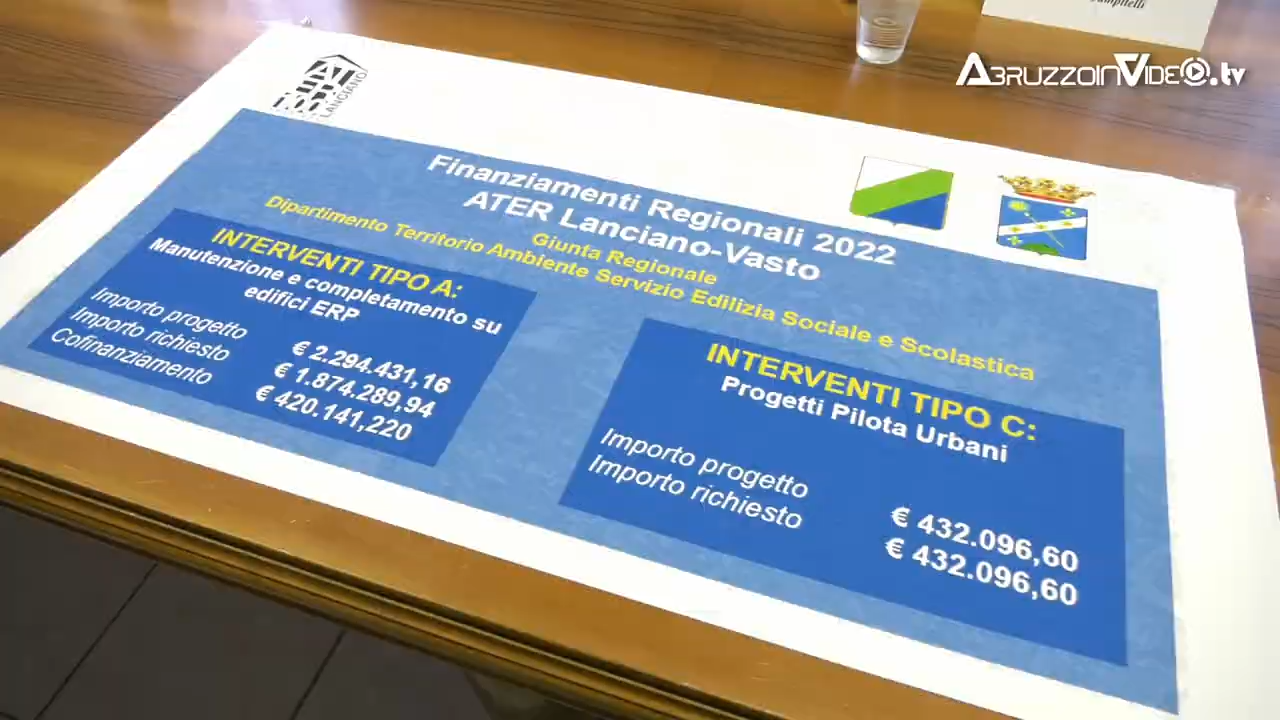 ABRUZZOINVIDEO.tv
LANCIANO
Finanziamenti Regionali 2022
ATER Lanciano-Vasto
Giunta Regionale
Dipartimento Territorio Ambiente Servizio Edilizia Sociale e Scolastica
INTERVENTI TIPO A:
Manutenzione e completamento su
edifici ERP
Importo progetto € 2.294.431,16
Importo richiesto € 1.874.289,94
Cofinanziamento € 420.141,220
INTERVENTI TIPO C:
Progetti Pilota Urbani
Importo progetto € 432.096,60
Importo richiesto € 432.096,60